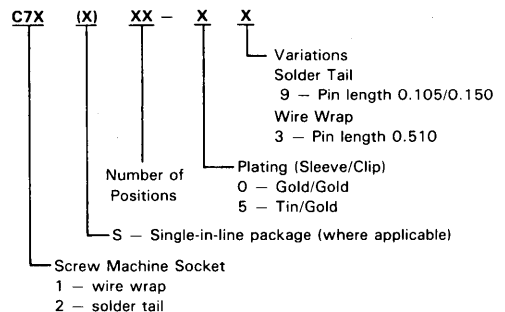 C7X (X) XX – X X
Variations
Solder Tail
9 – Pin length 0.105/0.150
Wire Wrap
3 – Pin length 0.510
Plating (Sleeve/Clip)
0 – Gold/Gold
5 – Tin/Gold
Number of
Positions
S – Single-in-line package (where applicable)
Screw Machine Socket
1 – wire wrap
2 – solder tail